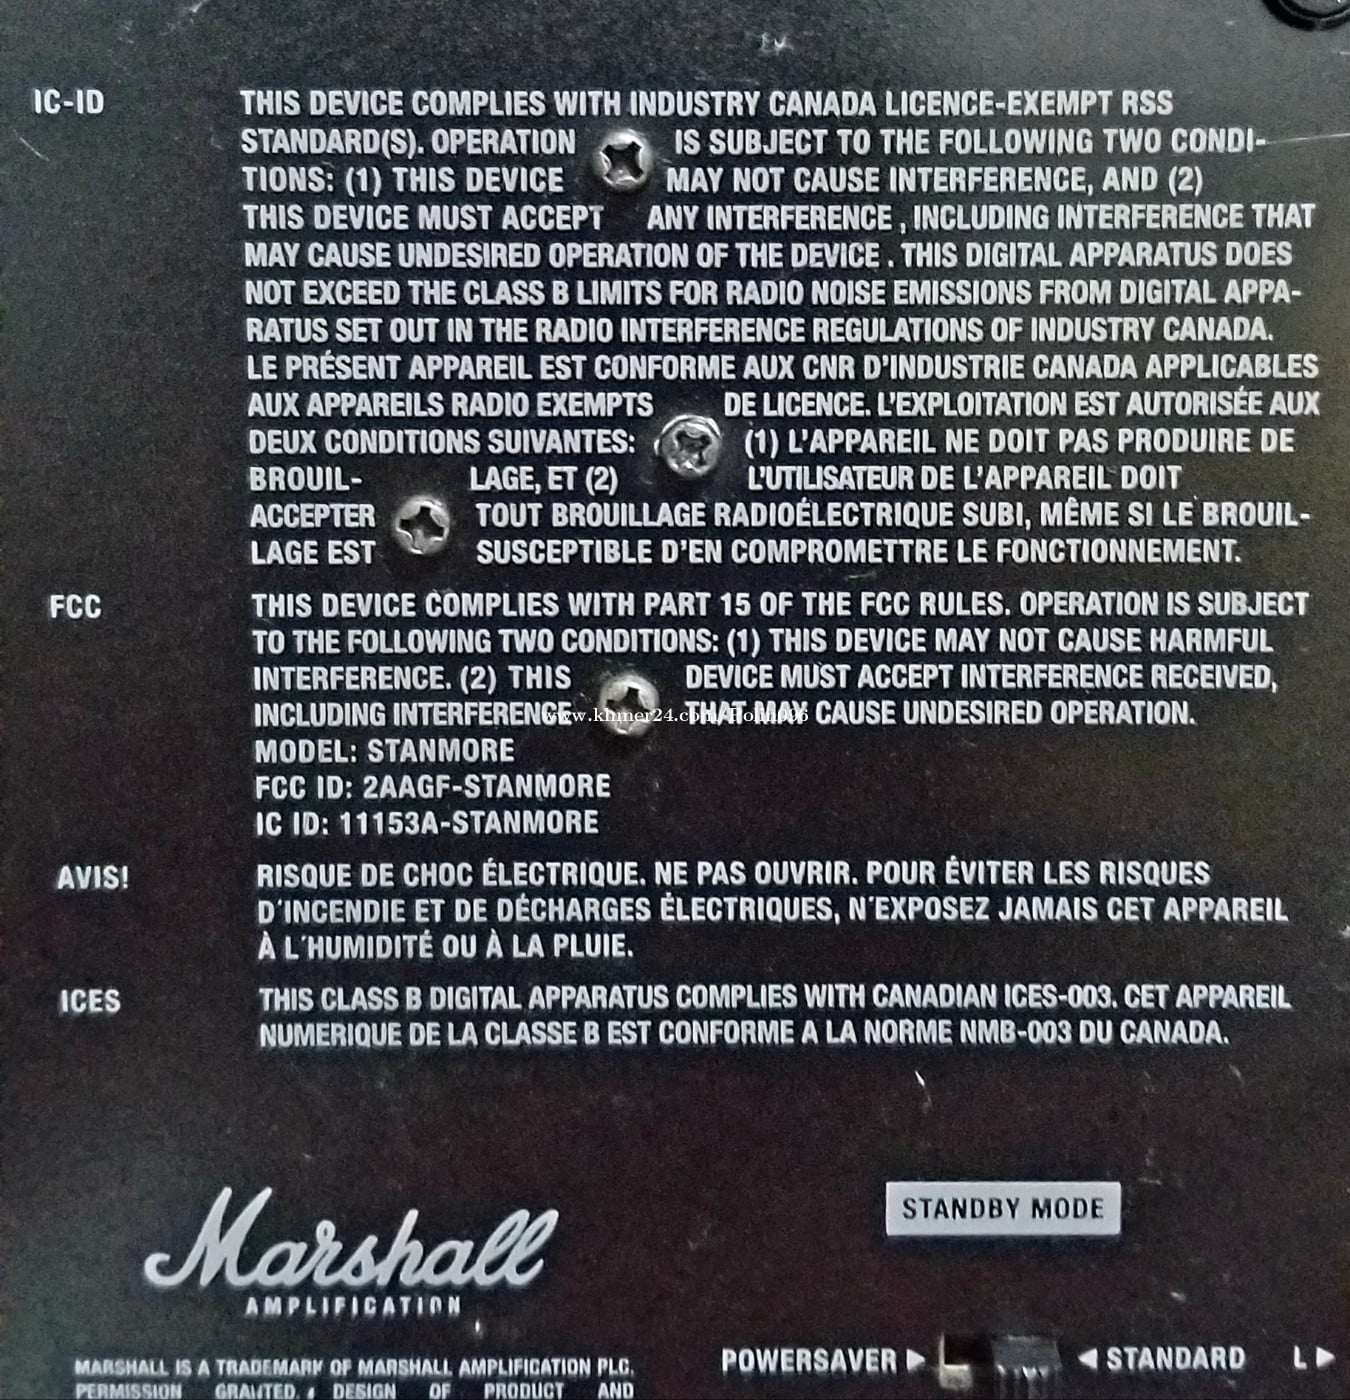 IC-ID THIS DEVICE COMPLIES WITH INDUSTRY CANADA LICENCE-EXEMPT RSS
STANDARD(S). OPERATION IS SUBJECT TO THE FOLLOWING TWO CONDI-
TIONS: (1) THIS DEVICE MAY NOT CAUSE INTERFERENCE, AND (2)
THIS DEVICE MUST ACCEPT ANY INTERFERENCE , INCLUDING INTERFERENCE THAT
MAY CAUSE UNDESIRED OPERATION OF THE DEVICE . THIS DIGITAL APPARATUS DOES
NOT EXCEED THE CLASS B LIMITS FOR RADIO NOISE EMISSIONS FROM DIGITAL APPA-
RATUS SET OUT IN THE RADIO INTERFERENCE REGULATIONS OF INDUSTRY CANADA.
LE PRÉSENT APPAREIL EST CONFORME AUX CNR D'INDUSTRIE CANADA APPLICABLES
AUX APPAREILS RADIO EXEMPTS DE LICENCE. L'EXPLOITATION EST AUTORISÉE AUX
DEUX CONDITIONS SUIVANTES: (1) L'APPAREIL NE DOIT PAS PRODUIRE DE
BROUIL- LAGE, ET (2) L'UTILISATEUR DE L'APPAREIL DOIT
ACCEPTER TOUT BROUILLAGE RADIOÉLECTRIQUE SUBI, MÊME SI LE BROUIL-
LAGE EST SUSCEPTIBLE D'EN COMPROMETTRE LE FONCTIONNEMENT.
FCC THIS DEVICE COMPLIES WITH PART 15 OF THE FCC RULES. OPERATION IS SUBJECT
TO THE FOLLOWING TWO CONDITIONS: (1) THIS DEVICE MAY NOT CAUSE HARMFUL
INTERFERENCE. (2) THIS DEVICE MUST ACCEPT INTERFERENCE RECEIVED,
INCLUDING INTERFERENCE THAT MAY CAUSE UNDESIRED OPERATION.
www.khmer24.com/Polin096
MODEL: STANMORE
FCC ID: 2AAGF-STANMORE
IC ID: 11153A-STANMORE
AVIS! RISQUE DE CHOC ÉLECTRIQUE. NE PAS OUVRIR. POUR ÉVITER LES RISQUES
D'INCENDIE ET DE DÉCHARGES ÉLECTRIQUES, N'EXPOSEZ JAMAIS CET APPAREIL
À L'HUMIDITÉ OU À LA PLUIE.
ICES THIS CLASS B DIGITAL APPARATUS COMPLIES WITH CANADIAN ICES-003. CET APPAREIL
NUMERIQUE DE LA CLASSE B EST CONFORME A LA NORME NMB-003 DU CANADA.
Marshall
AMPLIFICATION
STANDBY MODE
POWERSAVER ▶ ◀ STANDARD L ▶
MARSHALL IS A TRADEMARK OF MARSHALL AMPLIFICATION PLC.
PERMISSION GRANTED. DESIGN OF PRODUCT AND